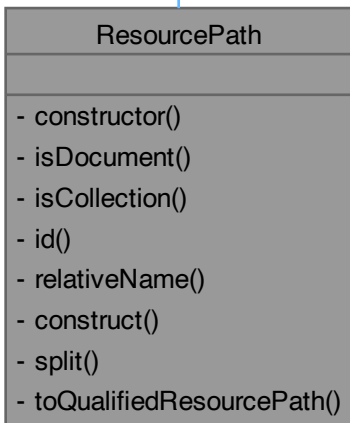 ResourcePath
- constructor()
- isDocument()
- isCollection()
- id()
- relativeName()
- construct()
- split()
- toQualifiedResourcePath()